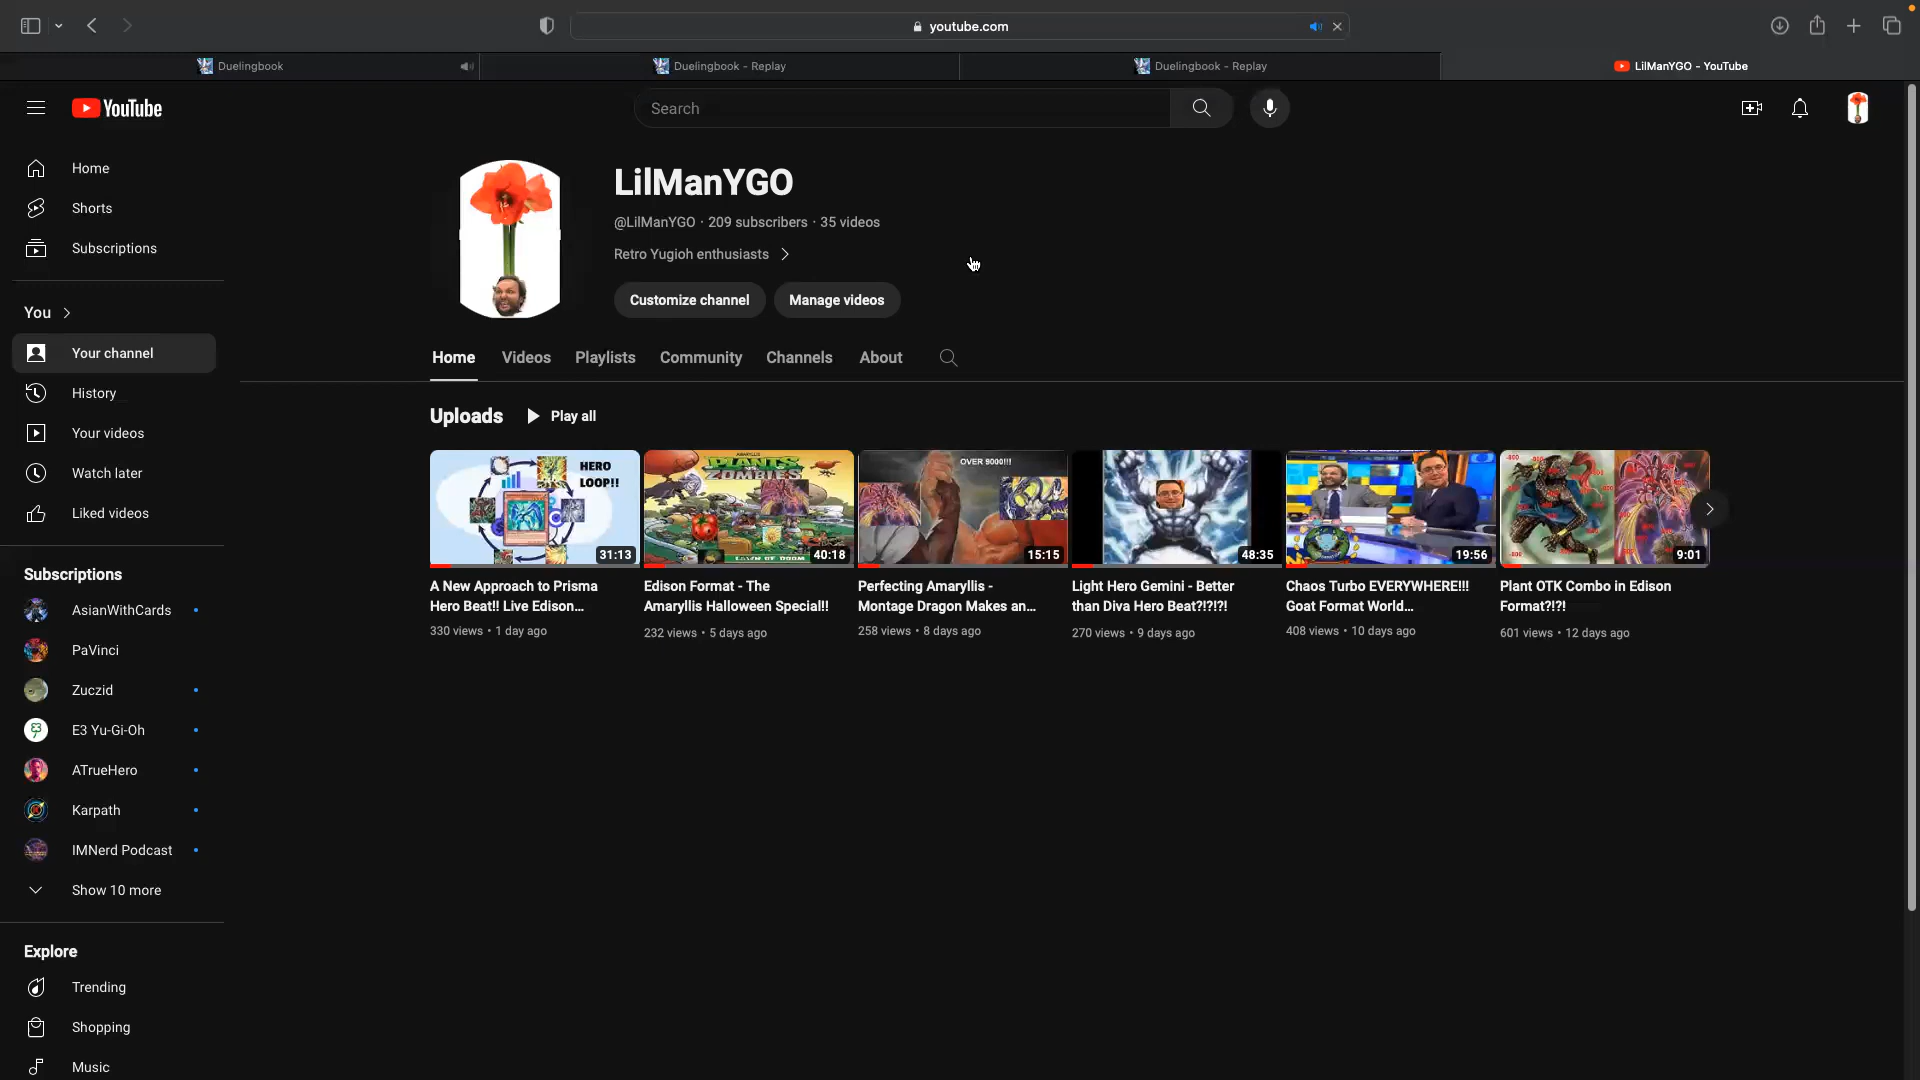 youtube.com
Duelingbook
Duelingbook - Replay
Duelingbook - Replay
LilManYGO - YouTube
YouTube
Search
Home
Shorts
Subscriptions
You
Your channel
History
Your videos
Watch later
Liked videos
Subscriptions
AsianWithCards
PaVinci
Zuczid
E3 Yu-Gi-Oh
ATrueHero
Karpath
IMNerd Podcast
Show 10 more
Explore
Trending
Shopping
Music
LilManYGO
@LilManYGO · 209 subscribers · 35 videos
Retro Yugioh enthusiasts
Customize channel
Manage videos
Home
Videos
Playlists
Community
Channels
About
Uploads
Play all
HERO
LOOP!!
31:13
A New Approach to Prisma
Hero Beat!! Live Edison...
330 views • 1 day ago
AMARYLLIS
PLANTS
ZOMBIES
40:18
Edison Format - The
Amaryllis Halloween Special!!
232 views • 5 days ago
OVER 9000!!!
15:15
Perfecting Amaryllis -
Montage Dragon Makes an...
258 views • 8 days ago
48:35
Light Hero Gemini - Better
than Diva Hero Beat?!?!?!
270 views • 9 days ago
19:56
Chaos Turbo EVERYWHERE!!!
Goat Format World...
408 views • 10 days ago
-800
-800
-800
-800
9:01
Plant OTK Combo in Edison
Format?!?!
601 views • 12 days ago